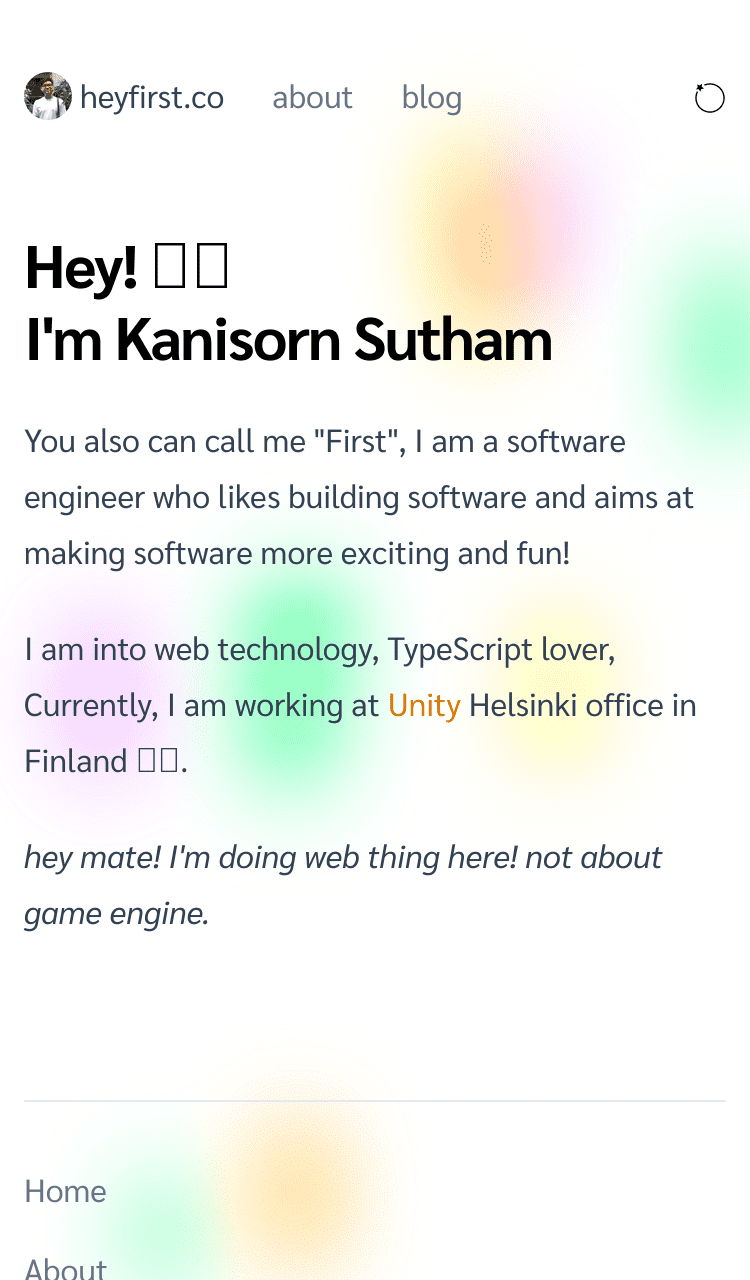 heyfirst.co about blog
Hey! 
I'm Kanisorn Sutham
You also can call me "First", I am a software
engineer who likes building software and aims at
making software more exciting and fun!
I am into web technology, TypeScript lover,
Currently, I am working at Unity Helsinki office in
Finland .
hey mate! I'm doing web thing here! not about
game engine.
Home
About